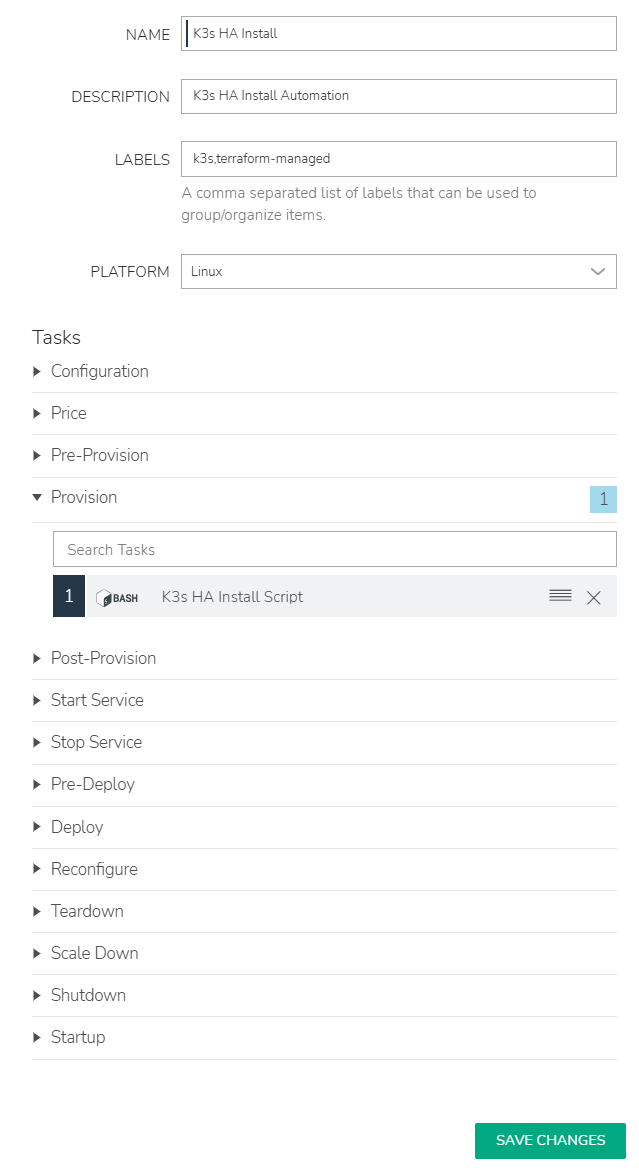 NAME K3s HA Install
DESCRIPTION K3s HA Install Automation
LABELS k3s,terraform-managed
A comma separated list of labels that can be used to
group/organize items.
PLATFORM Linux
Tasks
Configuration
Price
Pre-Provision
Provision 1
Search Tasks
1 BASH K3s HA Install Script
Post-Provision
Start Service
Stop Service
Pre-Deploy
Deploy
Reconfigure
Teardown
Scale Down
Shutdown
Startup
SAVE CHANGES